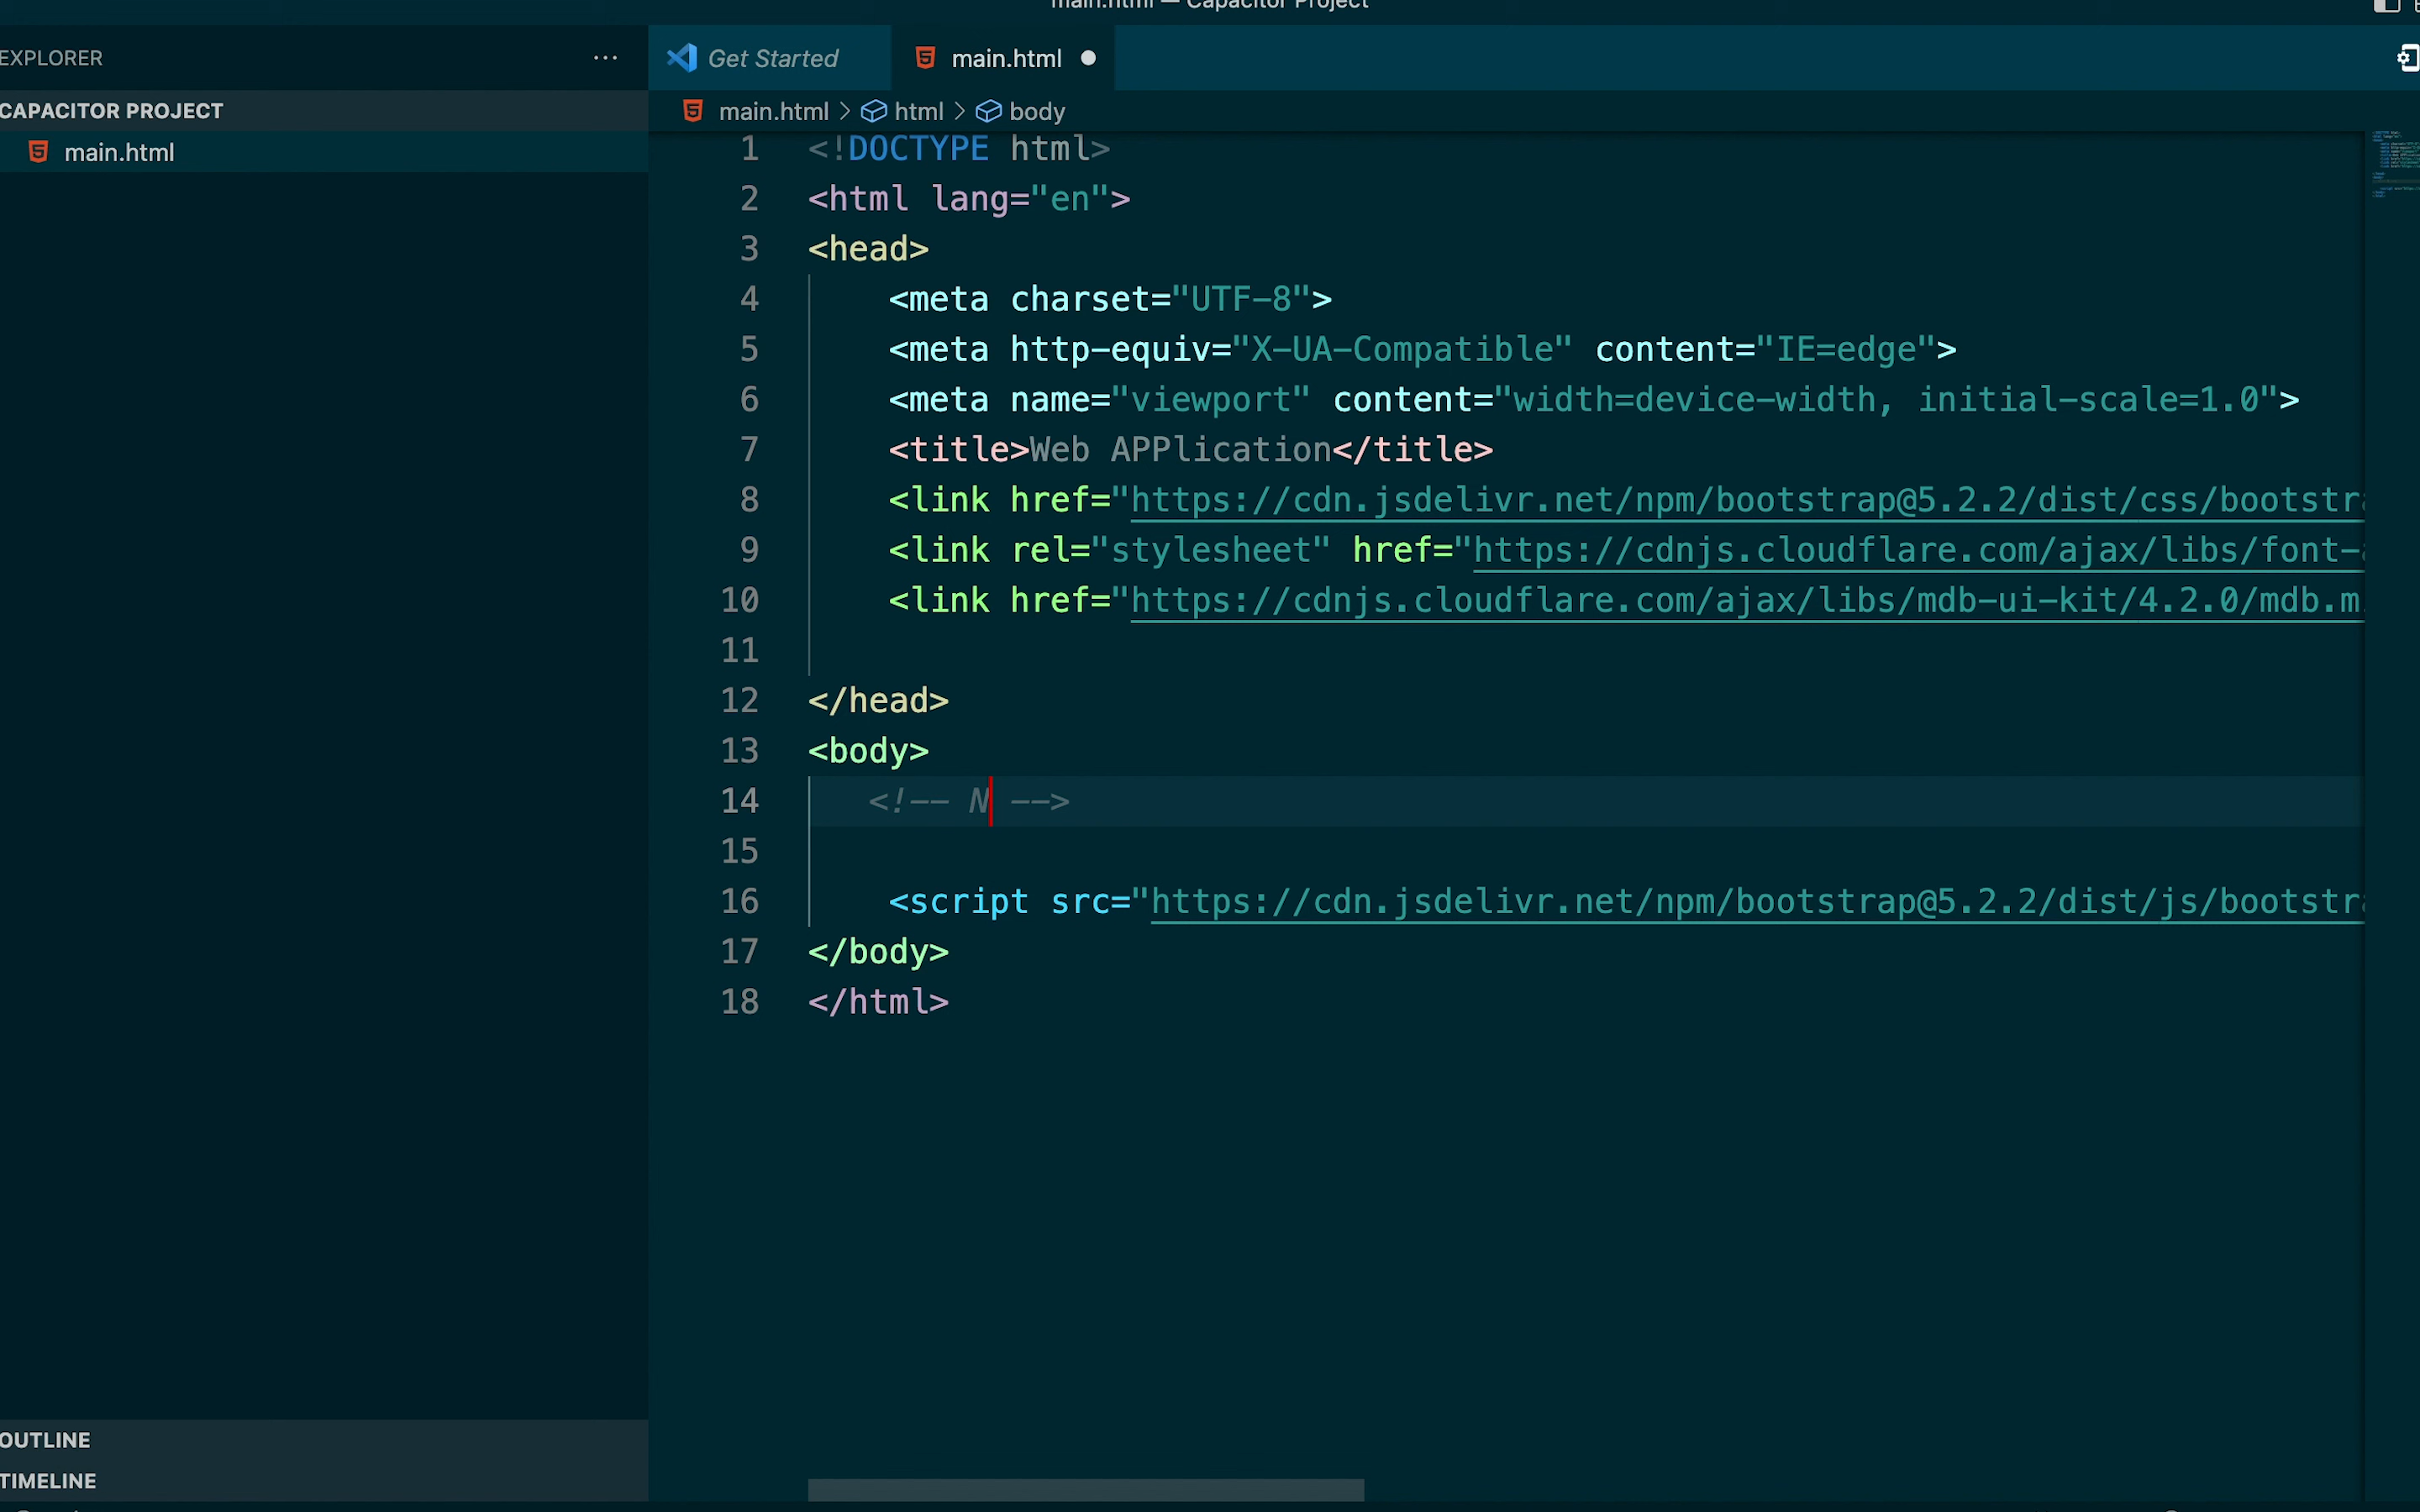 main.html — Capacitor Project
EXPLORER
CAPACITOR PROJECT
main.html
OUTLINE
TIMELINE
Get Started
main.html
main.html > html > body
1 <!DOCTYPE html>
2 <html lang="en">
3 <head>
4 <meta charset="UTF-8">
5 <meta http-equiv="X-UA-Compatible" content="IE=edge">
6 <meta name="viewport" content="width=device-width, initial-scale=1.0">
7 <title>Web APPlication</title>
8 <link href="https://cdn.jsdelivr.net/npm/bootstrap@5.2.2/dist/css/bootstra
9 <link rel="stylesheet" href="https://cdnjs.cloudflare.com/ajax/libs/font-
10 <link href="https://cdnjs.cloudflare.com/ajax/libs/mdb-ui-kit/4.2.0/mdb.m
11
12 </head>
13 <body>
14 <!-- N -->
15
16 <script src="https://cdn.jsdelivr.net/npm/bootstrap@5.2.2/dist/js/bootstra
17 </body>
18 </html>